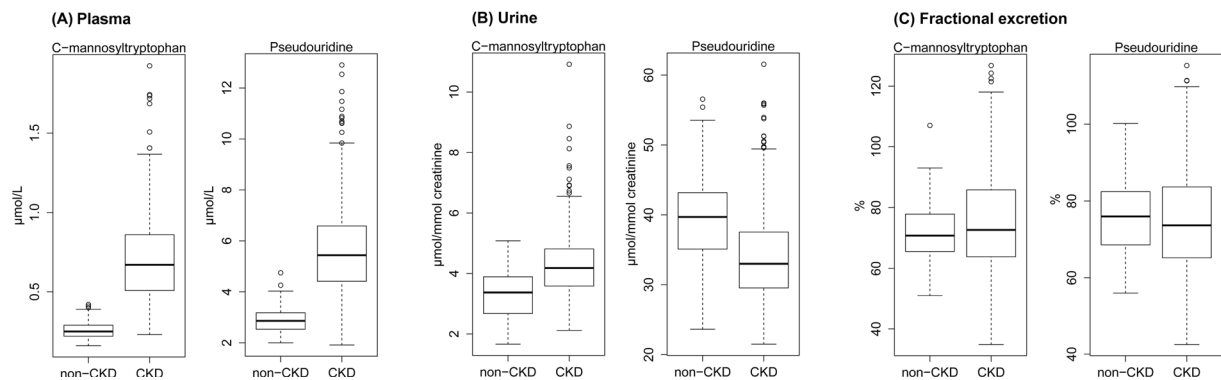 (A) Plasma
C−mannosyltryptophan
Pseudouridine
µmol/L
0.5
1.0
1.5
non−CKD
CKD
µmol/L
2
4
6
8
10
12
non−CKD
CKD
(B) Urine
C−mannosyltryptophan
Pseudouridine
µmol/mmol creatinine
2
4
6
8
10
non−CKD
CKD
µmol/mmol creatinine
20
30
40
50
60
non−CKD
CKD
(C) Fractional excretion
C−mannosyltryptophan
Pseudouridine
%
40
60
80
100
120
non−CKD
CKD
%
40
60
80
100
non−CKD
CKD